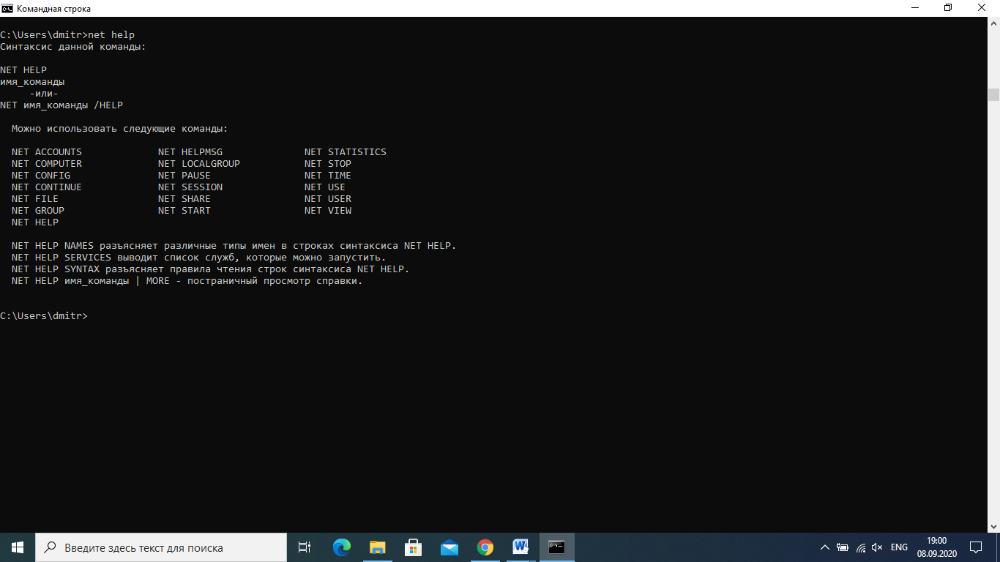 Командная строка
C:\Users\dmitr>net help
Синтаксис данной команды:
NET HELP
имя_команды
-или-
NET имя_команды /HELP
Можно использовать следующие команды:
NET ACCOUNTS NET HELPMSG NET STATISTICS
NET COMPUTER NET LOCALGROUP NET STOP
NET CONFIG NET PAUSE NET TIME
NET CONTINUE NET SESSION NET USE
NET FILE NET SHARE NET USER
NET GROUP NET START NET VIEW
NET HELP
NET HELP NAMES разъясняет различные типы имен в строках синтаксиса NET HELP.
NET HELP SERVICES выводит список служб, которые можно запустить.
NET HELP SYNTAX разъясняет правила чтения строк синтаксиса NET HELP.
NET HELP имя_команды | MORE - постраничный просмотр справки.
C:\Users\dmitr>
Введите здесь текст для поиска
ENG
19:00
08.09.2020